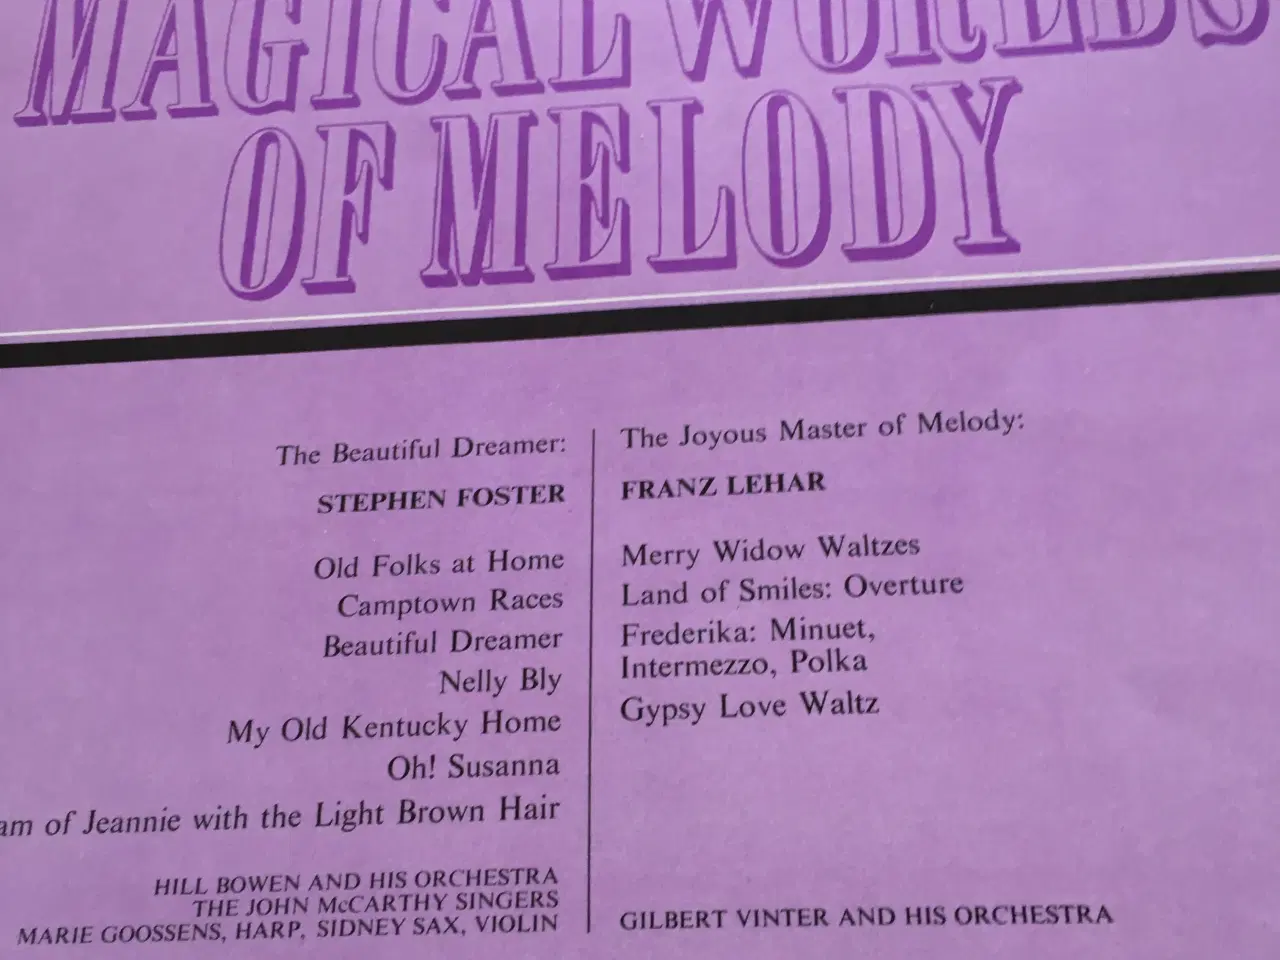 MAGICAL WORLDS
OF MELODY
The Beautiful Dreamer:
STEPHEN FOSTER
Old Folks at Home
Camptown Races
Beautiful Dreamer
Nelly Bly
My Old Kentucky Home
Oh! Susanna
am of Jeannie with the Light Brown Hair
HILL BOWEN AND HIS ORCHESTRA
THE JOHN McCARTHY SINGERS
MARIE GOOSSENS, HARP, SIDNEY SAX, VIOLIN
The Joyous Master of Melody:
FRANZ LEHAR
Merry Widow Waltzes
Land of Smiles: Overture
Frederika: Minuet,
Intermezzo, Polka
Gypsy Love Waltz
GILBERT VINTER AND HIS ORCHESTRA